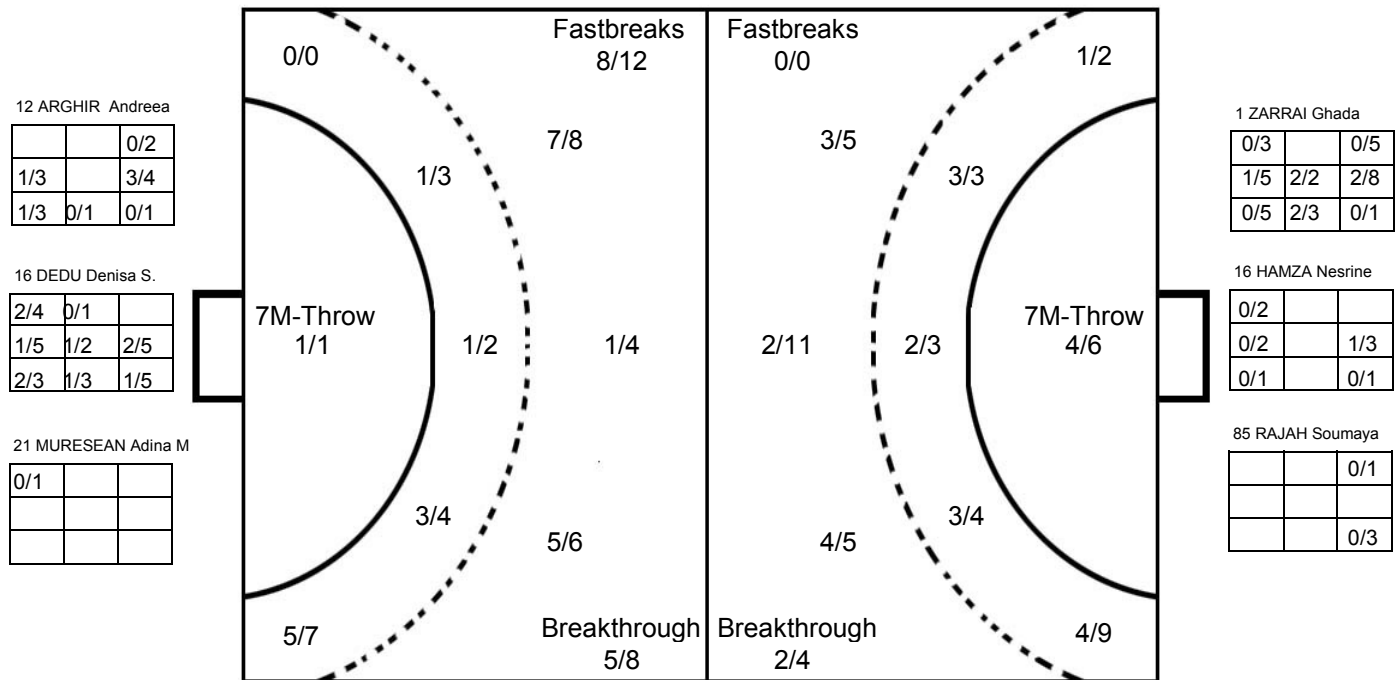 12 ARGHIR Andreea
0/2
1/3 3/4
1/3 0/1 0/1
16 DEDU Denisa S.
2/4 0/1
1/5 1/2 2/5
2/3 1/3 1/5
21 MURESEAN Adina M
0/1
0/0
Fastbreaks
8/12
7/8
1/3
7M-Throw
1/1
1/2
1/4
3/4
5/6
5/7
Breakthrough
5/8
Fastbreaks
0/0
1/2
3/5
3/3
2/11
2/3
7M-Throw
4/6
3/4
4/5
4/9
Breakthrough
2/4
1 ZARRAI Ghada
0/3 0/5
1/5 2/2 2/8
0/5 2/3 0/1
16 HAMZA Nesrine
0/2
0/2 1/3
0/1 0/1
85 RAJAH Soumaya
0/1
0/3